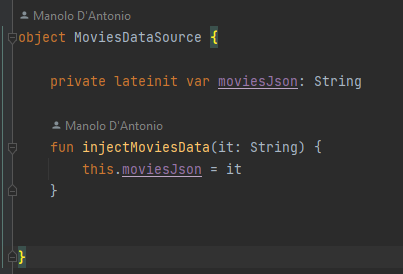 Manolo D'Antonio
object MoviesDataSource {
private lateinit var moviesJson: String
Manolo D'Antonio
fun injectMoviesData(it: String) {
this.moviesJson = it
}
}